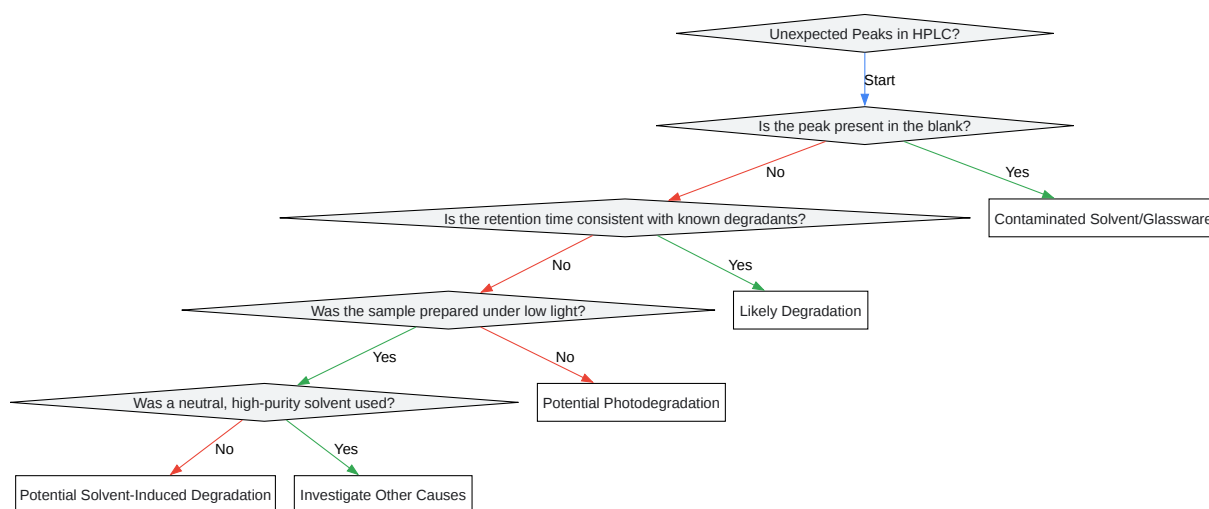 Unexpected Peaks in HPLC?
Start
Is the peak present in the blank?
No
Yes
Is the retention time consistent with known degradants?
Contaminated Solvent/Glassware
No
Yes
Was the sample prepared under low light?
Likely Degradation
Yes
No
Was a neutral, high-purity solvent used?
Potential Photodegradation
No
Yes
Potential Solvent-Induced Degradation
Investigate Other Causes